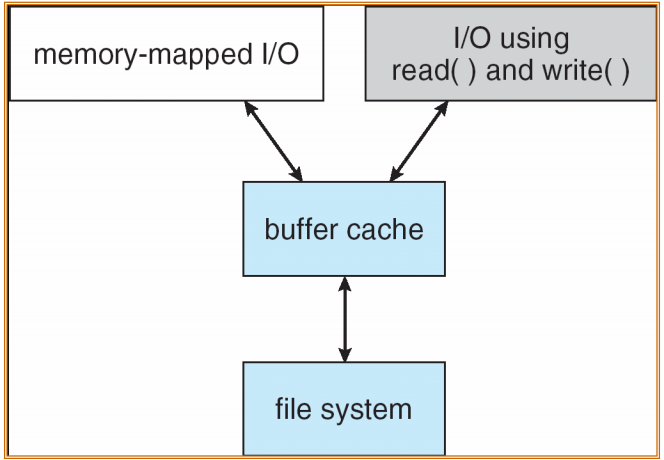 memory-mapped I/O
I/O using
read( ) and write( )
buffer cache
file system